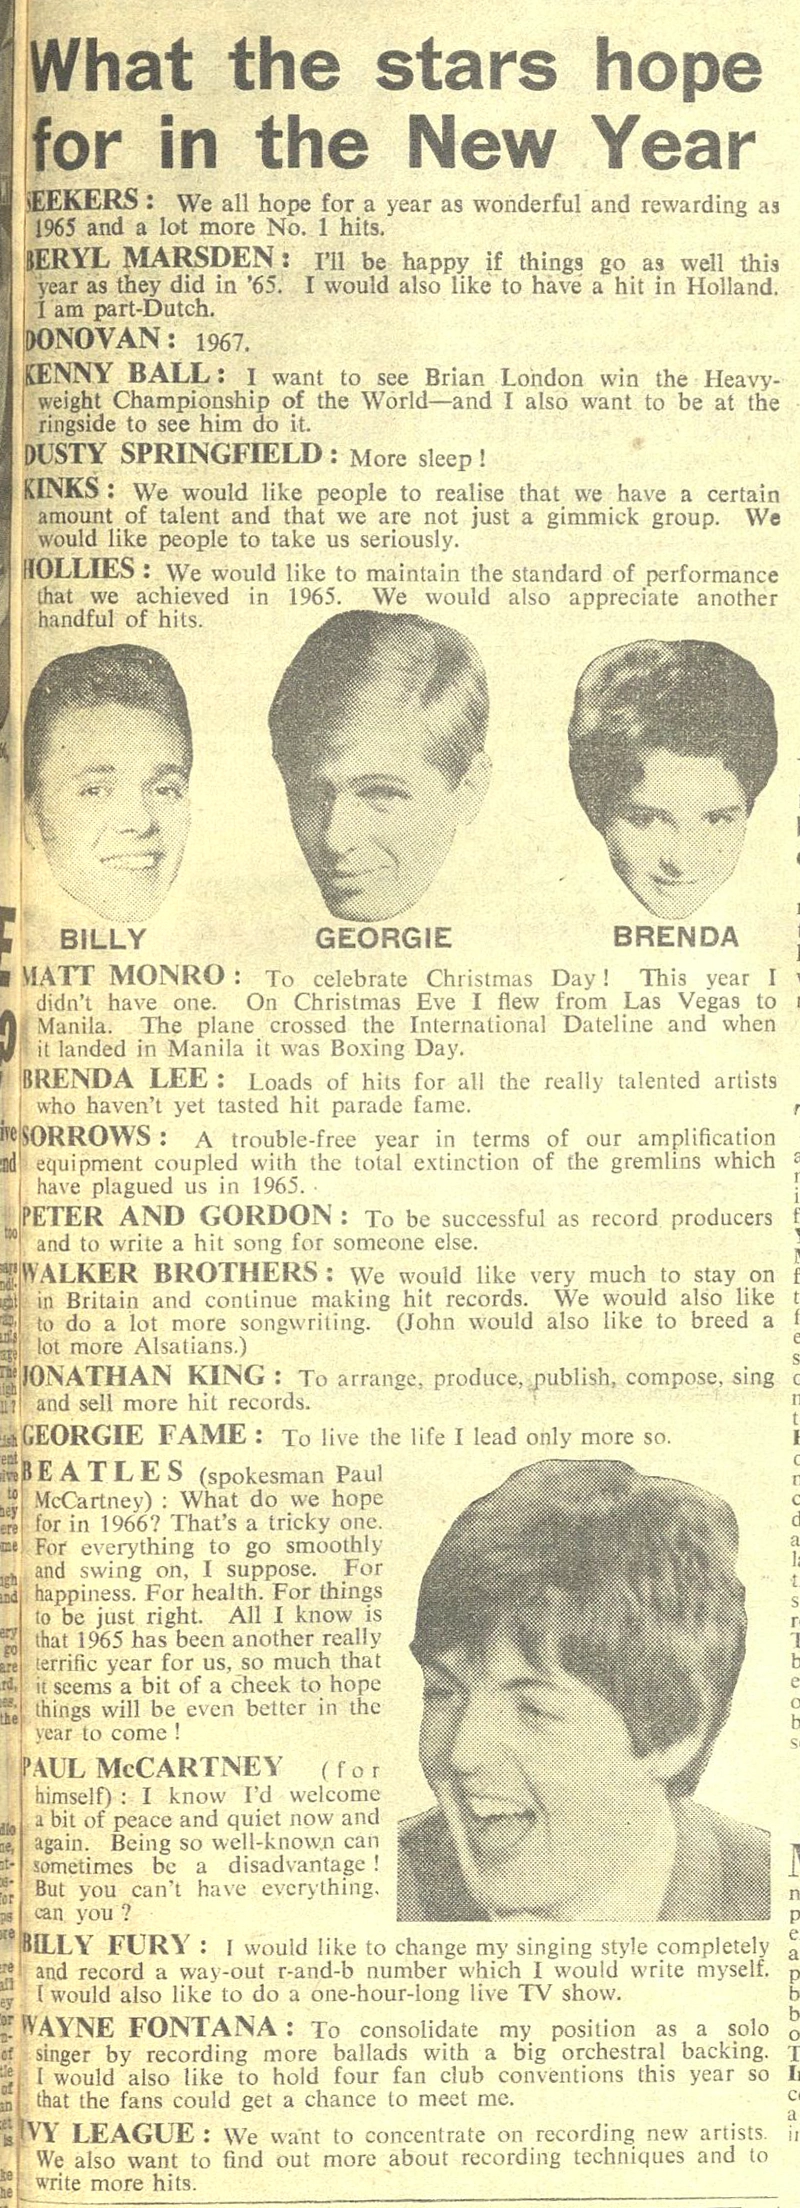 What the stars hope
for in the New Year
SEEKERS : We all hope for a year as wonderful and rewarding as
1965 and a lot more No. 1 hits.
BERYL MARSDEN : I'll be happy if things go as well this
year as they did in '65. I would also like to have a hit in Holland.
I am part-Dutch.
DONOVAN : 1967.
KENNY BALL : I want to see Brian London win the Heavy-
weight Championship of the World—and I also want to be at the
ringside to see him do it.
DUSTY SPRINGFIELD : More sleep !
KINKS : We would like people to realise that we have a certain
amount of talent and that we are not just a gimmick group. We
would like people to take us seriously.
HOLLIES : We would like to maintain the standard of performance
that we achieved in 1965. We would also appreciate another
handful of hits.
BILLY GEORGIE BRENDA
MATT MONRO : To celebrate Christmas Day ! This year I
didn't have one. On Christmas Eve I flew from Las Vegas to
Manila. The plane crossed the International Dateline and when
it landed in Manila it was Boxing Day.
BRENDA LEE : Loads of hits for all the really talented artists
who haven't yet tasted hit parade fame.
SORROWS : A trouble-free year in terms of our amplification
equipment coupled with the total extinction of the gremlins which
have plagued us in 1965.
PETER AND GORDON : To be successful as record producers
and to write a hit song for someone else.
WALKER BROTHERS : We would like very much to stay on
in Britain and continue making hit records. We would also like
to do a lot more songwriting. (John would also like to breed a
lot more Alsatians.)
JONATHAN KING : To arrange, produce, publish, compose, sing
and sell more hit records.
GEORGIE FAME : To live the life I lead only more so.
BEATLES (spokesman Paul
McCartney) : What do we hope
for in 1966? That's a tricky one.
For everything to go smoothly
and swing on, I suppose. For
happiness. For health. For things
to be just right. All I know is
that 1965 has been another really
terrific year for us, so much that
it seems a bit of a cheek to hope
things will be even better in the
year to come !
PAUL McCARTNEY (for
himself) : I know I'd welcome
a bit of peace and quiet now and
again. Being so well-known can
sometimes be a disadvantage !
But you can't have everything,
can you ?
BILLY FURY : I would like to change my singing style completely
and record a way-out r-and-b number which I would write myself.
I would also like to do a one-hour-long live TV show.
WAYNE FONTANA : To consolidate my position as a solo
singer by recording more ballads with a big orchestral backing.
I would also like to hold four fan club conventions this year so
that the fans could get a chance to meet me.
IVY LEAGUE : We want to concentrate on recording new artists.
We also want to find out more about recording techniques and to
write more hits.